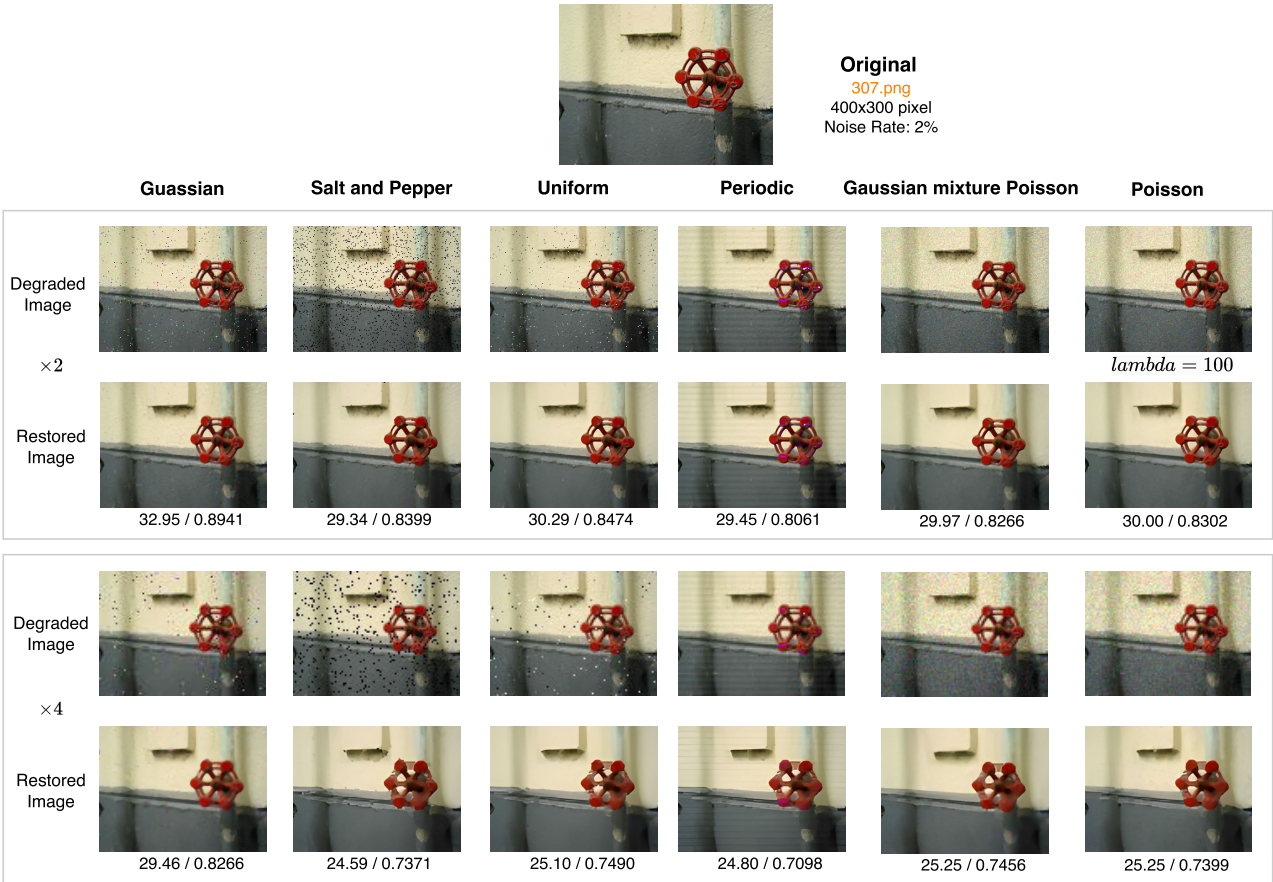 Original
307.png
400x300 pixel
Noise Rate: 2%
Guassian Salt and Pepper Uniform Periodic Gaussian mixture Poisson Poisson
Degraded
Image
×2
lambda = 100
Restored
Image
32.95 / 0.8941 29.34 / 0.8399 30.29 / 0.8474 29.45 / 0.8061 29.97 / 0.8266 30.00 / 0.8302
Degraded
Image
×4
Restored
Image
29.46 / 0.8266 24.59 / 0.7371 25.10 / 0.7490 24.80 / 0.7098 25.25 / 0.7456 25.25 / 0.7399